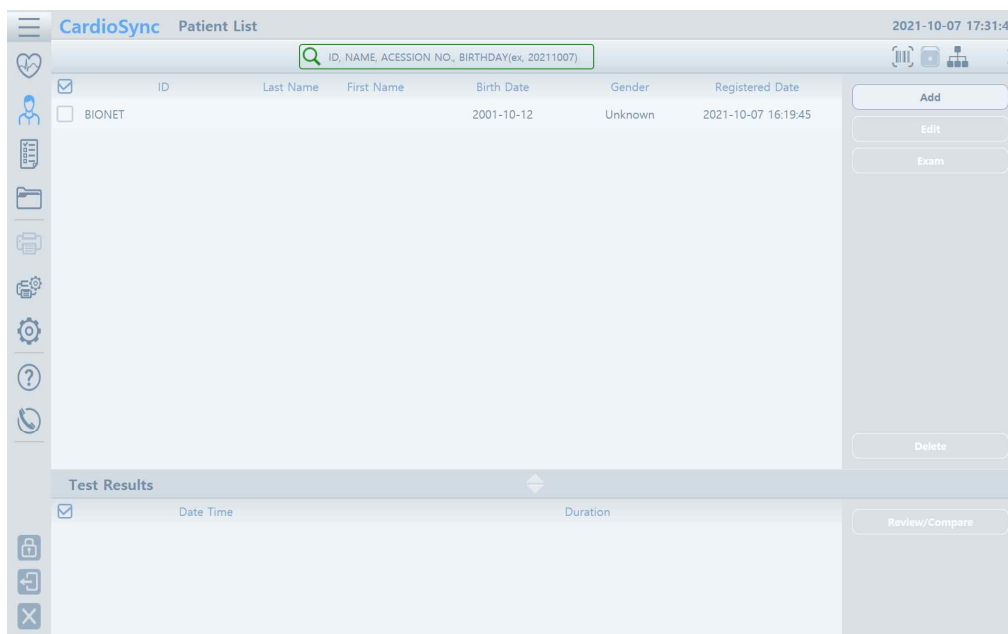 CardioSync Patient List 2021-10-07 17:31:4
ID, NAME, ACESSION NO., BIRTHDAY(ex, 20211007)
ID Last Name First Name Birth Date Gender Registered Date
Add
BIONET 2001-10-12 Unknown 2021-10-07 16:19:45
Edit
Exam
Delete
Test Results
Date Time Duration
Review/Compare